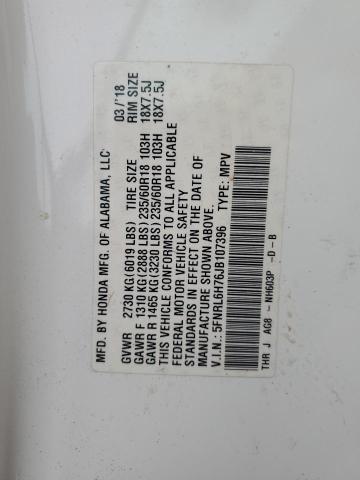 MFD. BY HONDA MFG. OF ALABAMA, LLC 03/'18
GVWR 2730 KG(6019 LBS) TIRE SIZE RIM SIZE
GAWR F 1310 KG(2888 LBS) 235/60R18 103H 18X7.5J
GAWR R 1465 KG(3230 LBS) 235/60R18 103H 18X7.5J
THIS VEHICLE CONFORMS TO ALL APPLICABLE
FEDERAL MOTOR VEHICLE SAFETY
STANDARDS IN EFFECT ON THE DATE OF
MANUFACTURE SHOWN ABOVE.
V.I.N.: 5FNRL6H76JB107396 TYPE: MPV
THR J AG8 - NH603P -D -B